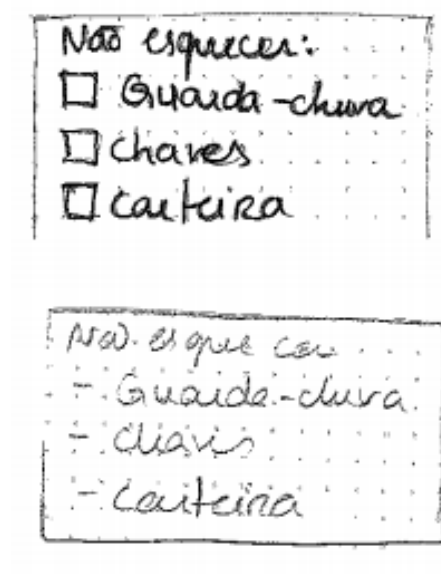 Não esquecer:
☐ Guarda-chuva
☐ Chaves
☐ Carteira
Não esquecer
- Guarda-chuva
- Chaves
- Carteira